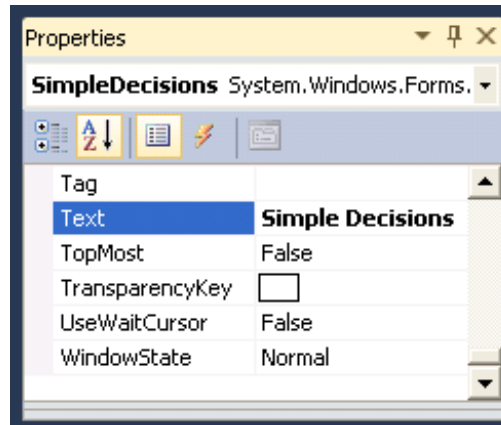 Properties
SimpleDecisions System.Windows.Forms.
A Z
Tag
Text Simple Decisions
TopMost False
TransparencyKey
UseWaitCursor False
WindowState Normal